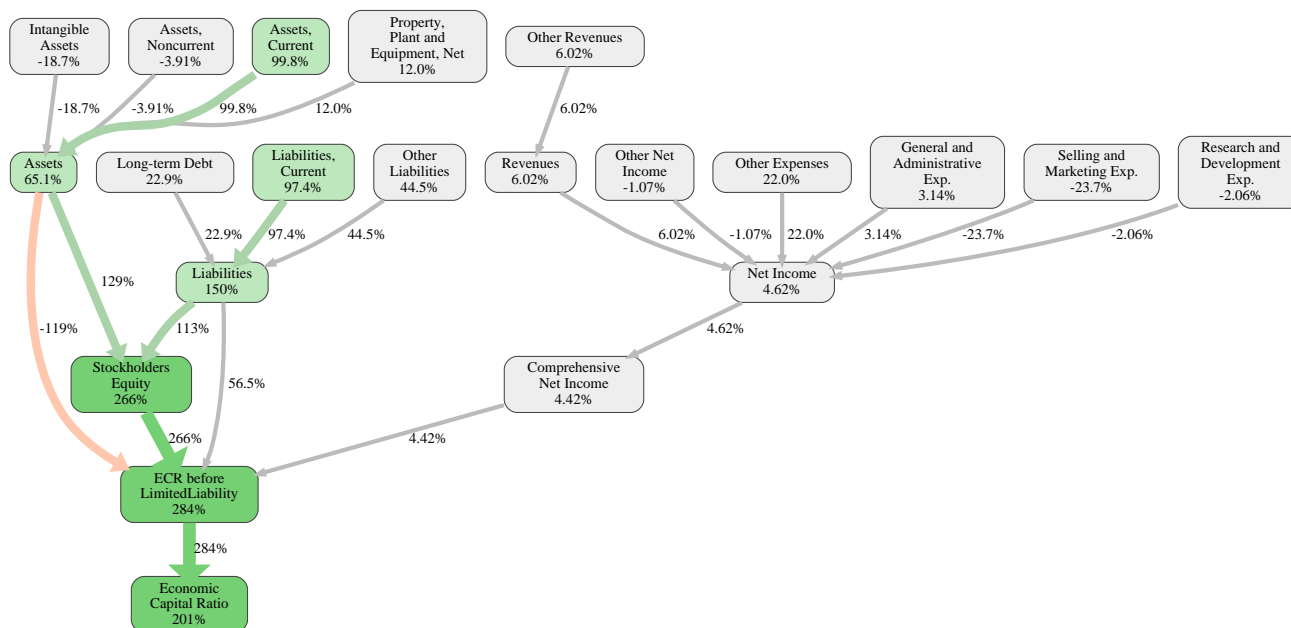 Intangible
Assets
-18.7%
Assets,
Noncurrent
-3.91%
Assets,
Current
99.8%
Property,
Plant and
Equipment, Net
12.0%
Other Revenues
6.02%
-18.7%
-3.91%
99.8%
12.0%
6.02%
Assets
65.1%
Long-term Debt
22.9%
Liabilities,
Current
97.4%
Other
Liabilities
44.5%
Revenues
6.02%
Other Net
Income
-1.07%
Other Expenses
22.0%
General and
Administrative
Exp.
3.14%
Selling and
Marketing Exp.
-23.7%
Research and
Development
Exp.
-2.06%
22.9%
97.4%
44.5%
6.02%
-1.07%
22.0%
3.14%
-23.7%
-2.06%
Liabilities
150%
Net Income
4.62%
129%
-119%
113%
4.62%
Stockholders
Equity
266%
56.5%
Comprehensive
Net Income
4.42%
266%
4.42%
ECR before
LimitedLiability
284%
284%
Economic
Capital Ratio
201%